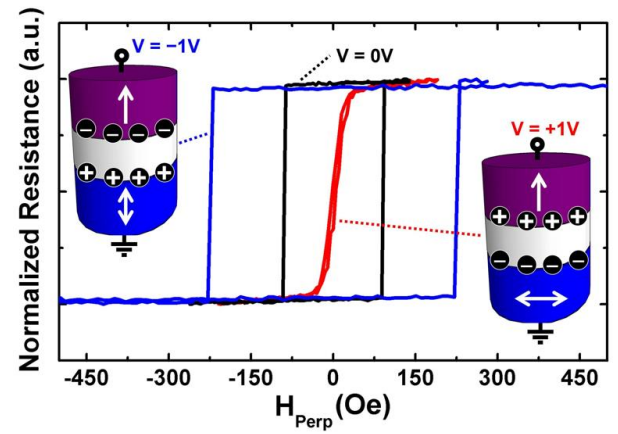 V = −1V
V = 0V
V = +1V
− − − −
+ + + +
+ + + +
− − − −
Normalized Resistance (a.u.)
-450 -300 -150 0 150 300 450
H_Perp (Oe)